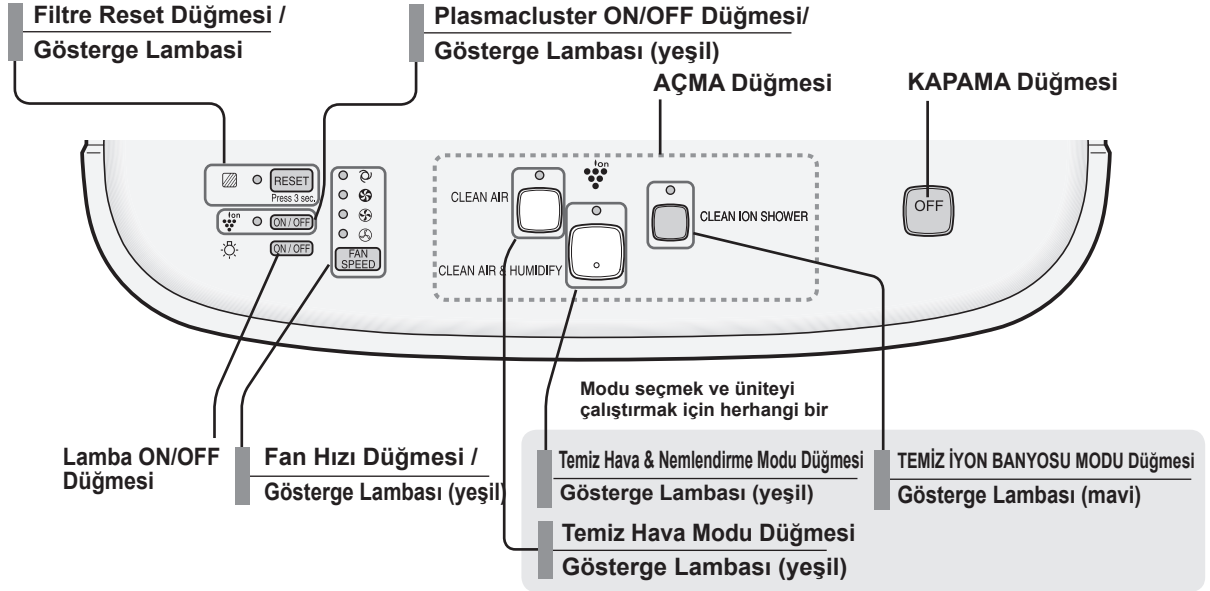 Filtre Reset Düğmesi /
Gösterge Lambasi
Plasmacluster ON/OFF Düğmesi/
Gösterge Lambası (yeşil)
AÇMA Düğmesi
KAPAMA Düğmesi
RESET
Press 3 sec.
Ion
ON / OFF
ON / OFF
FAN
SPEED
CLEAN AIR
Ion
CLEAN ION SHOWER
CLEAN AIR & HUMIDIFY
OFF
Modu seçmek ve üniteyi
çalıştırmak için herhangi bir
Lamba ON/OFF
Düğmesi
Fan Hızı Düğmesi /
Gösterge Lambası (yeşil)
Temiz Hava & Nemlendirme Modu Düğmesi
Gösterge Lambası (yeşil)
TEMİZ İYON BANYOSU MODU Düğmesi
Gösterge Lambası (mavi)
Temiz Hava Modu Düğmesi
Gösterge Lambası (yeşil)